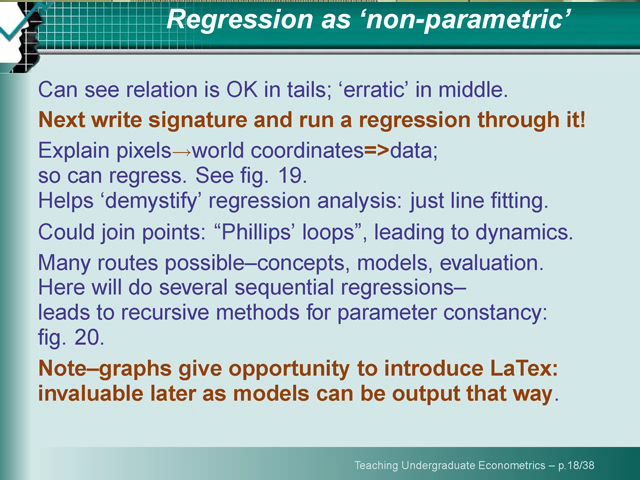 Regression as ‘non-parametric’
Can see relation is OK in tails; ‘erratic’ in middle.
Next write signature and run a regression through it!
Explain pixels→world coordinates=>data;
so can regress. See fig. 19.
Helps ‘demystify’ regression analysis: just line fitting.
Could join points: “Phillips’ loops”, leading to dynamics.
Many routes possible–concepts, models, evaluation.
Here will do several sequential regressions–
leads to recursive methods for parameter constancy:
fig. 20.
Note–graphs give opportunity to introduce LaTex:
invaluable later as models can be output that way.
Teaching Undergraduate Econometrics – p.18/38